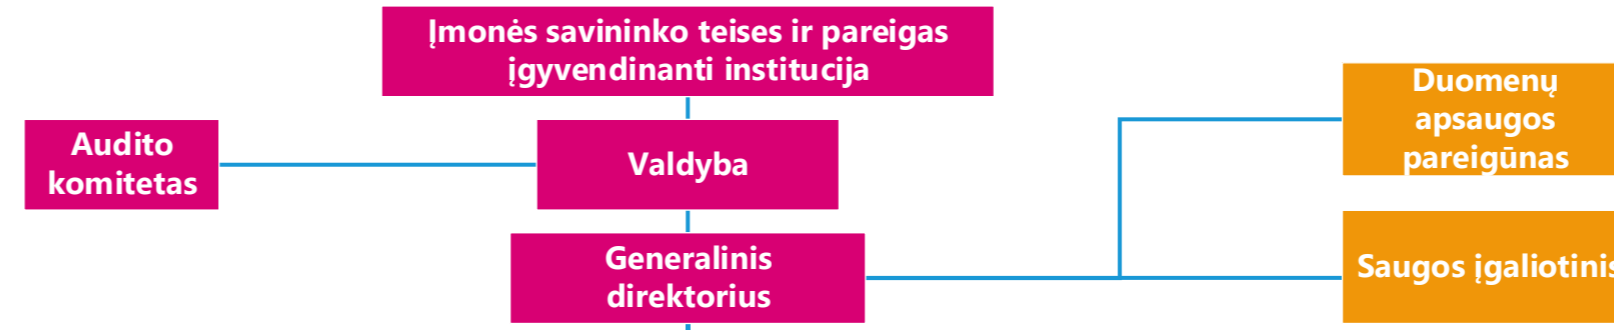 Įmonės savininko teises ir pareigas
įgyvendinanti institucija
Audito
komitetas
Valdyba
Generalinis
direktorius
Duomenų
apsaugos
pareigūnas
Saugos įgaliotinis